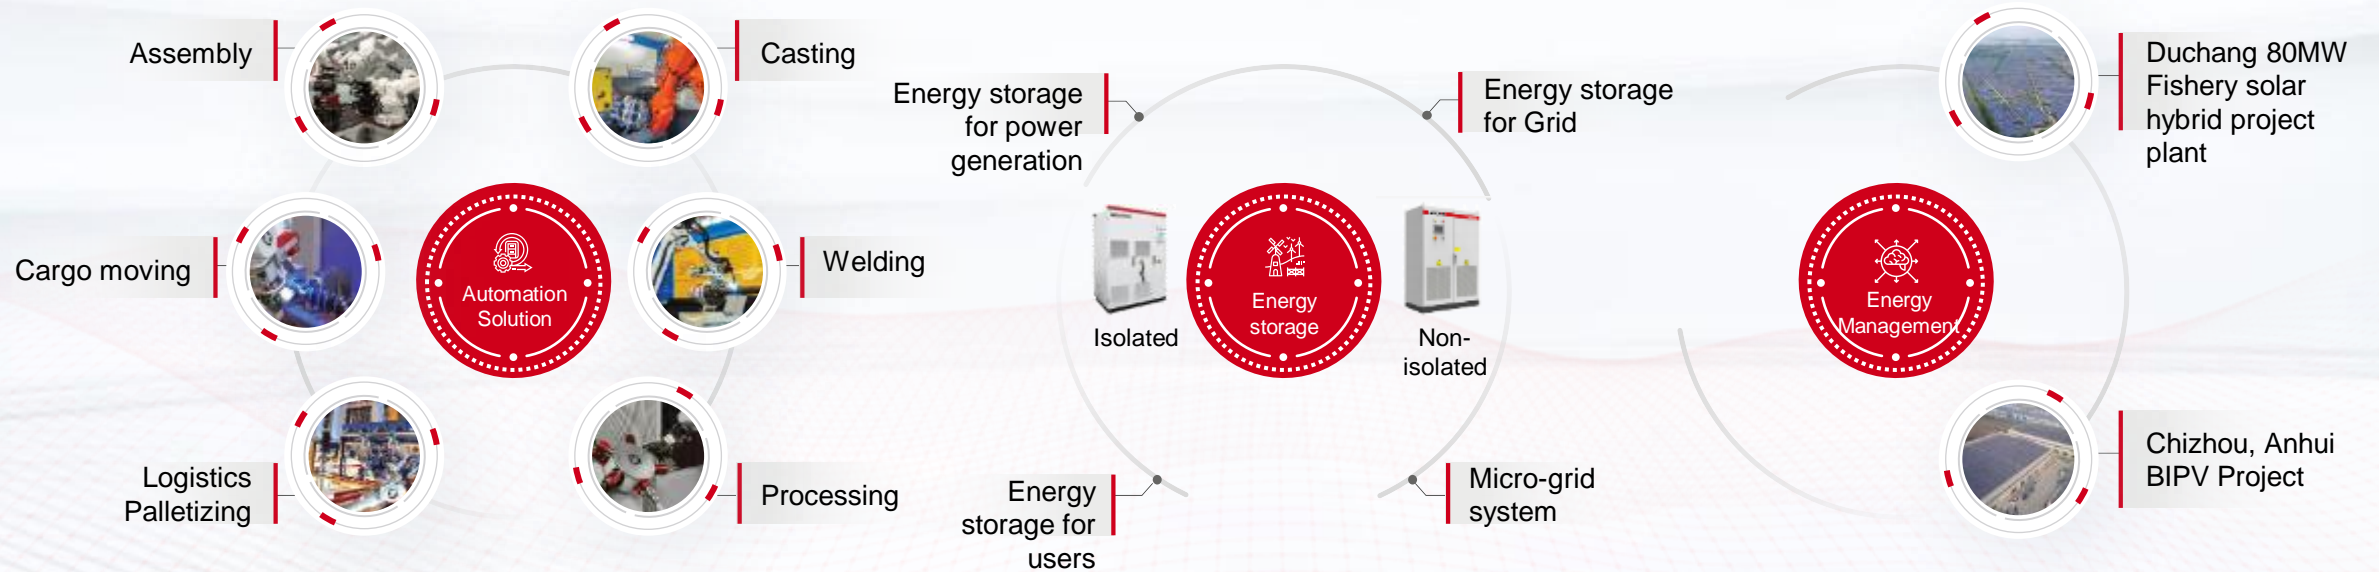 Assembly
Casting
Cargo moving
Automation
Solution
Welding
Logistics
Palletizing
Processing
Energy storage
for power
generation
Energy storage
for Grid
Isolated
Energy
storage
Non-
isolated
Energy
storage for
users
Micro-grid
system
Duchang 80MW
Fishery solar
hybrid project
plant
Energy
Management
Chizhou, Anhui
BIPV Project